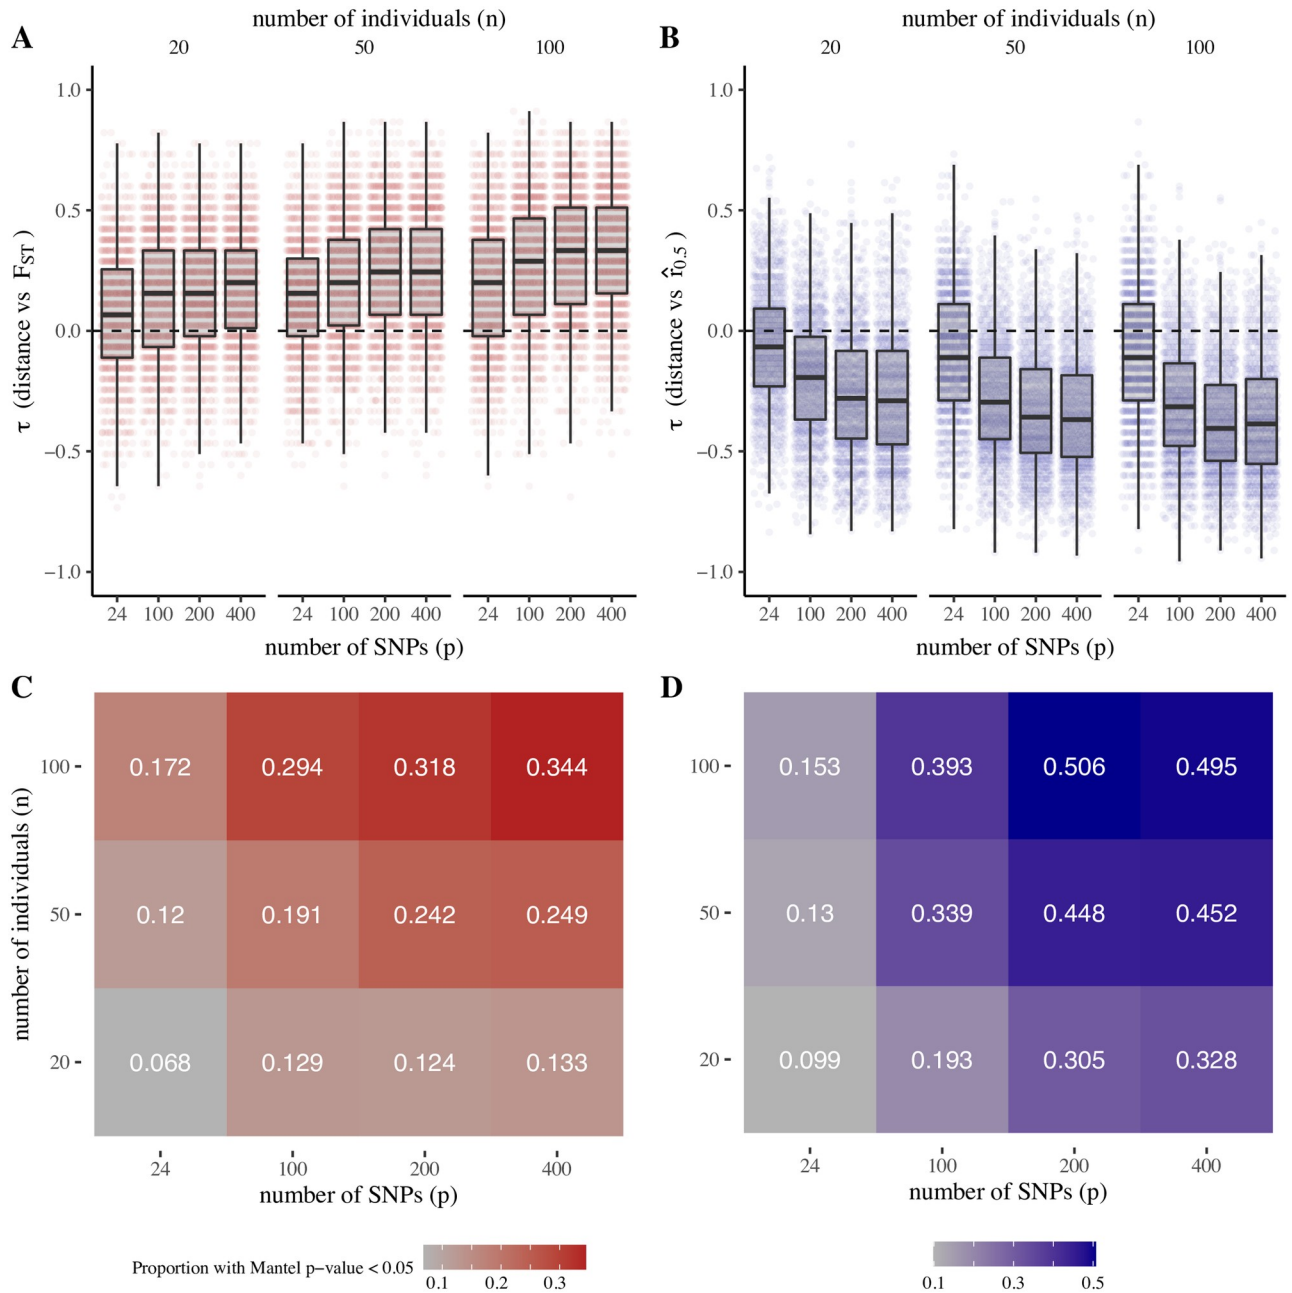 A
number of individuals (n)
20 50 100
τ (distance vs F_ST)
1.0
0.5
0.0
−0.5
−1.0
24 100 200 400 24 100 200 400 24 100 200 400
number of SNPs (p)
B
number of individuals (n)
20 50 100
τ (distance vs r̂_0.5)
1.0
0.5
0.0
−0.5
−1.0
24 100 200 400 24 100 200 400 24 100 200 400
number of SNPs (p)
C
number of individuals (n)
100 0.172 0.294 0.318 0.344
50 0.12 0.191 0.242 0.249
20 0.068 0.129 0.124 0.133
24 100 200 400
number of SNPs (p)
Proportion with Mantel p−value < 0.05
0.1 0.2 0.3
D
100 0.153 0.393 0.506 0.495
50 0.13 0.339 0.448 0.452
20 0.099 0.193 0.305 0.328
24 100 200 400
number of SNPs (p)
0.1 0.3 0.5